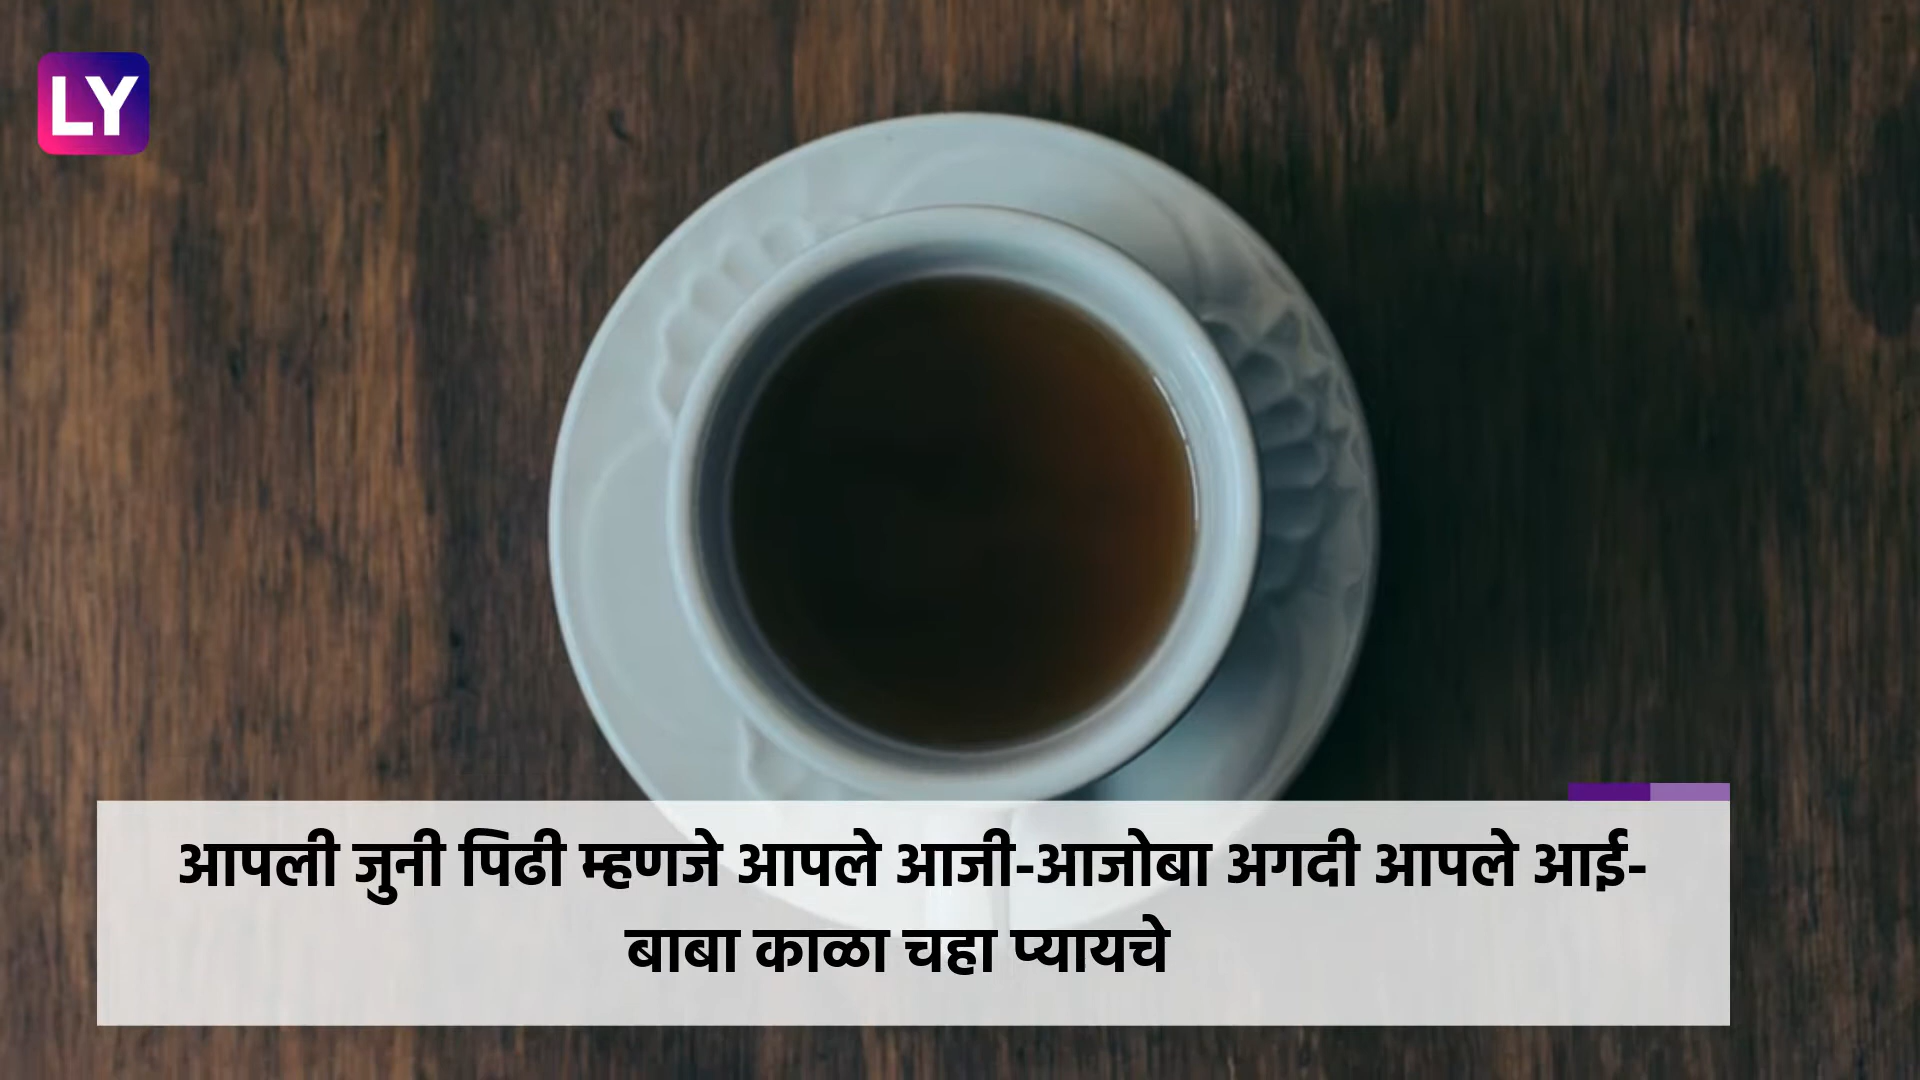 LY
आपली जुनी पिढी म्हणजे आपले आजी-आजोबा अगदी आपले आई-
बाबा काळा चहा प्यायचे